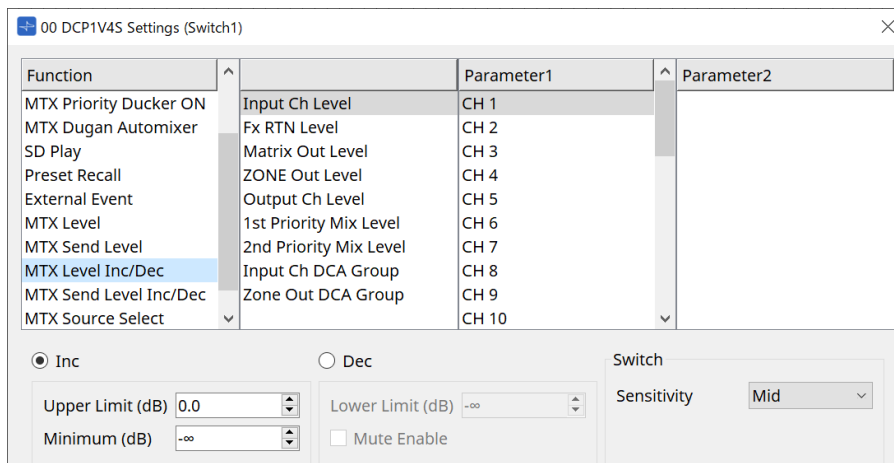 00 DCP1V4S Settings (Switch1)
Function Parameter1 Parameter2
MTX Priority Ducker ON Input Ch Level CH 1
MTX Dugan Automixer Fx RTN Level CH 2
SD Play Matrix Out Level CH 3
Preset Recall ZONE Out Level CH 4
External Event Output Ch Level CH 5
MTX Level 1st Priority Mix Level CH 6
MTX Send Level 2nd Priority Mix Level CH 7
MTX Level Inc/Dec Input Ch DCA Group CH 8
MTX Send Level Inc/Dec Zone Out DCA Group CH 9
MTX Source Select CH 10
Inc Dec Switch
Upper Limit (dB) 0.0 Lower Limit (dB) -∞ Sensitivity Mid
Minimum (dB) -∞ Mute Enable